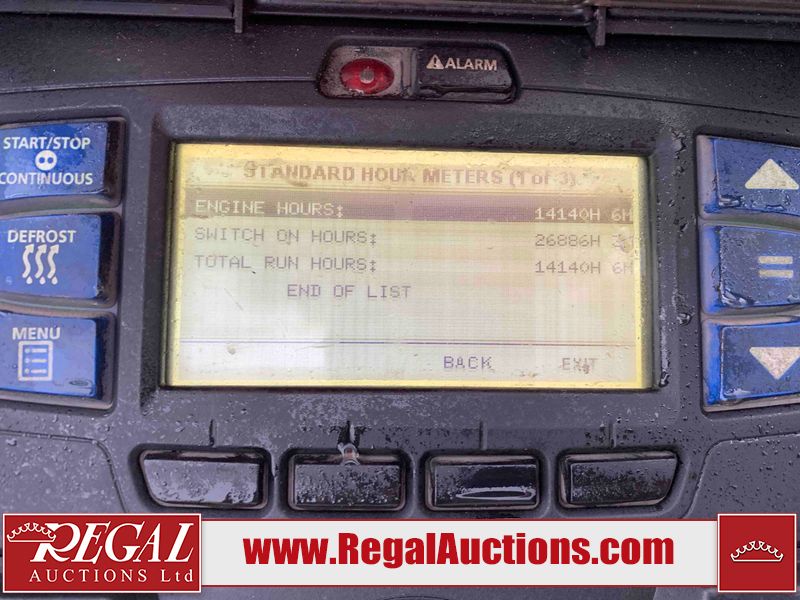 ALARM
START/STOP
CONTINUOUS
DEFROST
MENU
STANDARD HOUR METERS (1 of 3)
ENGINE HOURS: 14140H 6M
SWITCH ON HOURS: 26886H
TOTAL RUN HOURS: 14140H 6M
END OF LIST
BACK EXIT
REGAL
AUCTIONS Ltd
www.RegalAuctions.com